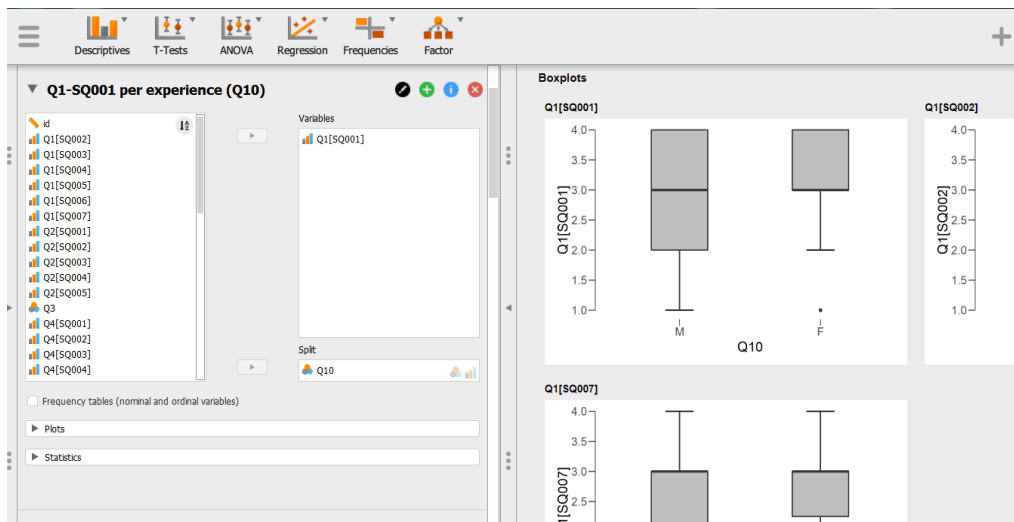 Descriptives T-Tests ANOVA Regression Frequencies Factor
Q1-SQ001 per experience (Q10)
id
Q1[SQ002]
Q1[SQ003]
Q1[SQ004]
Q1[SQ005]
Q1[SQ006]
Q1[SQ007]
Q2[SQ001]
Q2[SQ002]
Q2[SQ003]
Q2[SQ004]
Q2[SQ005]
Q3
Q4[SQ001]
Q4[SQ002]
Q4[SQ003]
Q4[SQ004]
Variables
Q1[SQ001]
Split
Q10
Frequency tables (nominal and ordinal variables)
Plots
Statistics
Boxplots
Q1[SQ001]
4.0
3.5
3.0
2.5
2.0
1.5
1.0
Q1[SQ001]
M F
Q10
Q1[SQ002]
4.0
3.5
3.0
2.5
2.0
1.5
1.0
Q1[SQ002]
Q1[SQ007]
4.0
3.5
3.0
2.5
[SQ007]